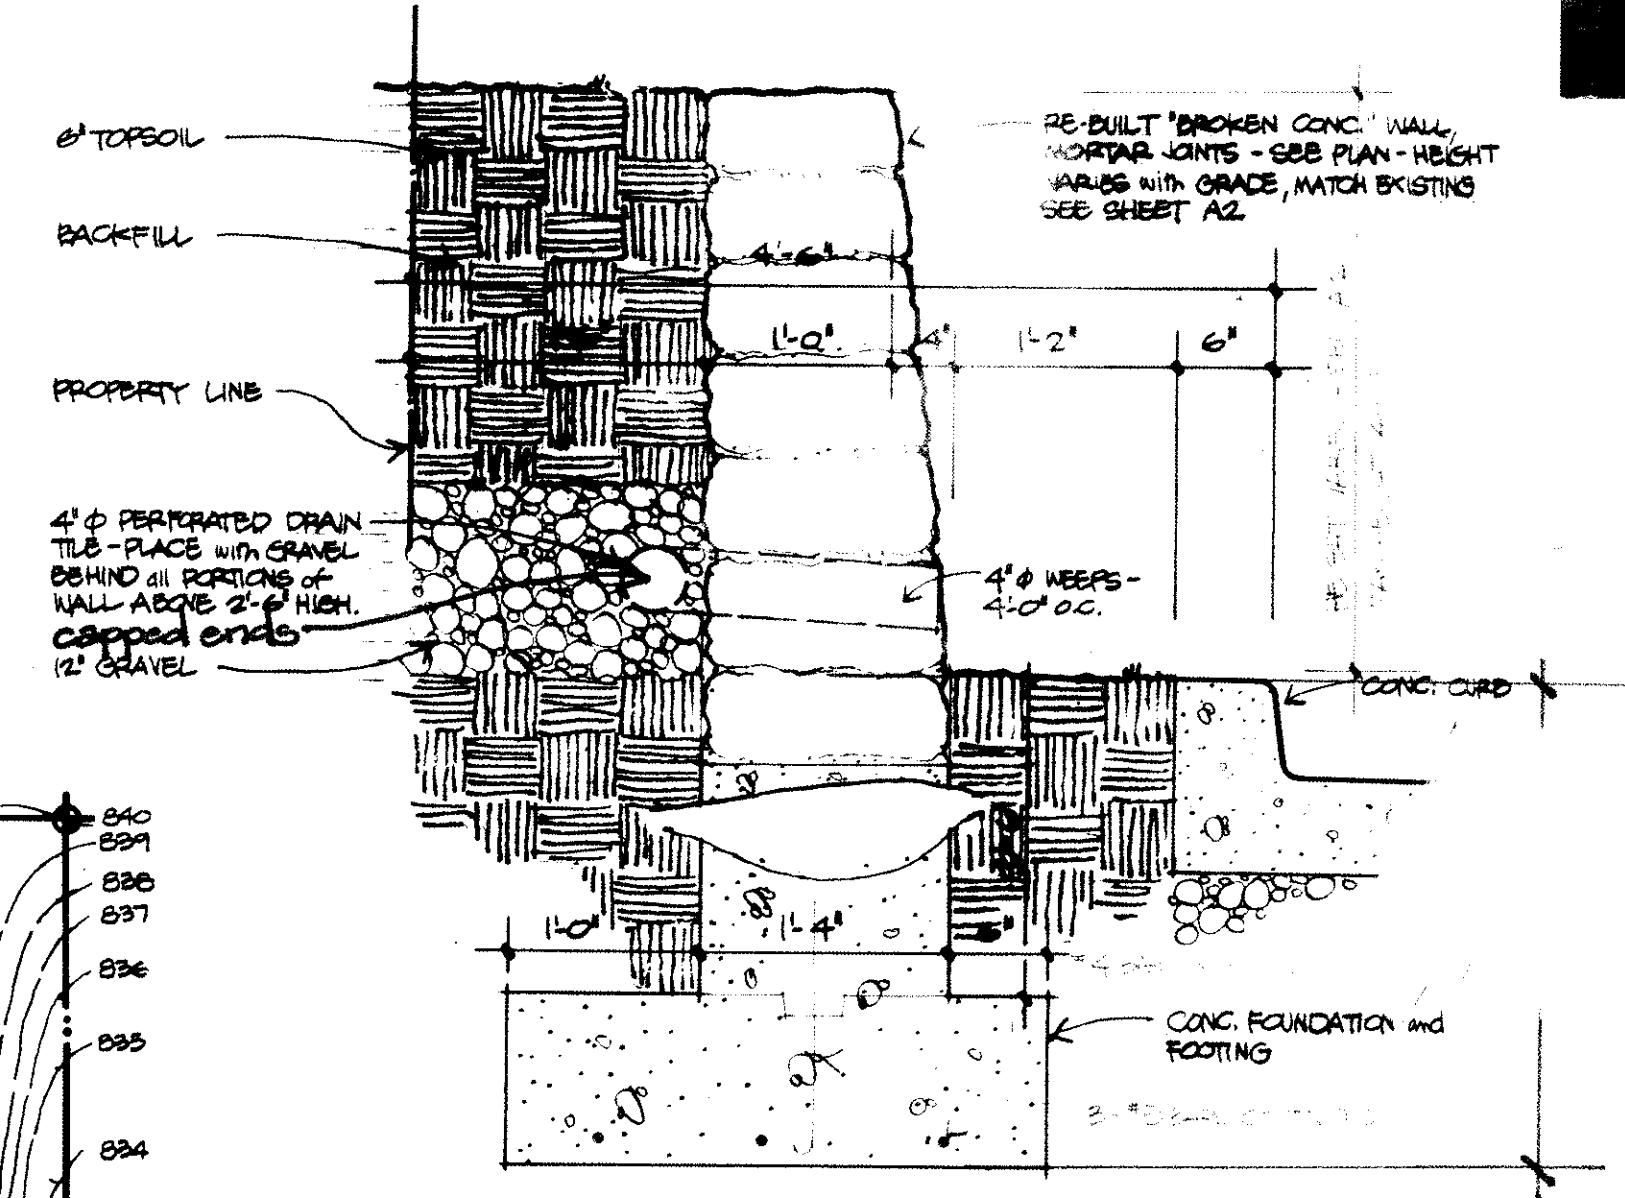 6" TOPSOIL
BACKFILL
PROPERTY LINE
4" ϕ PERFORATED DRAIN
TILE - PLACE with GRAVEL
BEHIND all PORTIONS of
WALL ABOVE 2'-6" HIGH.
capped ends
12" GRAVEL
RE-BUILT "BROKEN CONC." WALL,
MORTAR JOINTS - SEE PLAN - HEIGHT
VARIES with GRADE, MATCH EXISTING
SEE SHEET A2
4'-6"
1'-0"
4"
1'-2"
6"
4" ϕ WEEPS -
4'-0" O.C.
CONC. CURB
840
839
838
837
836
835
834
1'-0"
1'-4"
CONC. FOUNDATION and
FOOTING